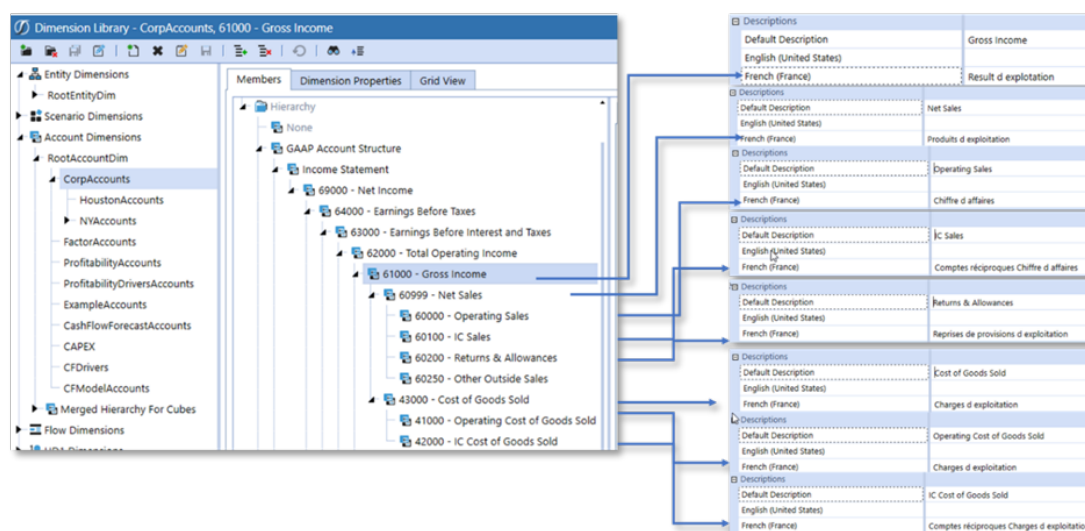 Dimension Library - CorpAccounts, 61000 - Gross Income
Entity Dimensions
RootEntityDim
Scenario Dimensions
Account Dimensions
RootAccountDim
CorpAccounts
HoustonAccounts
NYAccounts
FactorAccounts
ProfitabilityAccounts
ProfitabilityDriversAccounts
ExampleAccounts
CashFlowForecastAccounts
CAPEX
CFDrivers
CFModelAccounts
Merged Hierarchy For Cubes
Flow Dimensions
UD1 Dimensions
Members Dimension Properties Grid View
Hierarchy
None
GAAP Account Structure
Income Statement
69000 - Net Income
64000 - Earnings Before Taxes
63000 - Earnings Before Interest and Taxes
62000 - Total Operating Income
61000 - Gross Income
60999 - Net Sales
60000 - Operating Sales
60100 - IC Sales
60200 - Returns & Allowances
60250 - Other Outside Sales
43000 - Cost of Goods Sold
41000 - Operating Cost of Goods Sold
42000 - IC Cost of Goods Sold
Descriptions
Default Description Gross Income
English (United States)
French (France) Result d explotation
Descriptions
Default Description Net Sales
English (United States)
French (France) Produits d exploitation
Descriptions
Default Description Operating Sales
English (United States)
French (France) Chiffre d affaires
Descriptions
Default Description IC Sales
English (United States)
French (France) Comptes réciproques Chiffre d affaires
Descriptions
Default Description Returns & Allowances
English (United States)
French (France) Reprises de provisions d exploitation
Descriptions
Default Description Cost of Goods Sold
English (United States)
French (France) Charges d exploitation
Descriptions
Default Description Operating Cost of Goods Sold
English (United States)
French (France) Charges d exploitation
Descriptions
Default Description IC Cost of Goods Sold
English (United States)
French (France) Comptes réciproques Charges d exploitatio